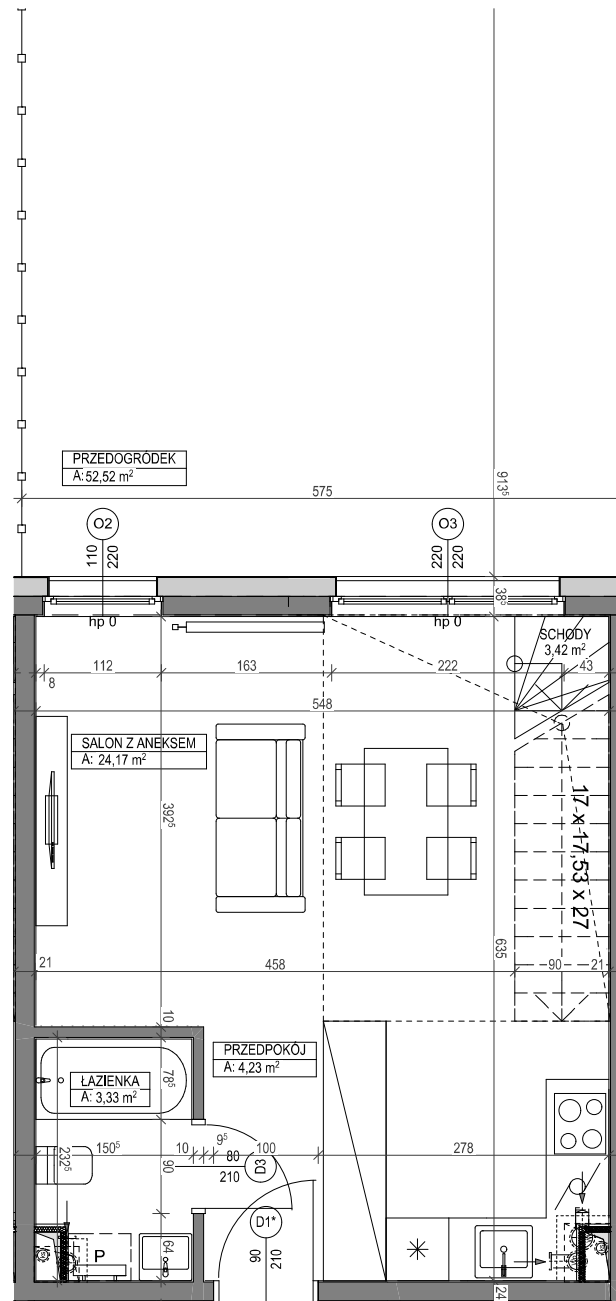 PRZEDOGRÓDEK
A: 52,52 m²
575
913⁵
O2
110
220
O3
220
220
38⁵
hp 0
hp 0
SCHODY
3,42 m²
112
163
222
43
8
548
SALON Z ANEKSEM
A: 24,17 m²
392⁵
17 x 17,53 x 27
635
21
458
90
21
10
PRZEDPOKÓJ
A: 4,23 m²
78⁵
ŁAZIENKA
A: 3,33 m²
232⁵
150⁵
10
9⁵
80
210
D3
100
278
90
D1*
90
210
64
P
24